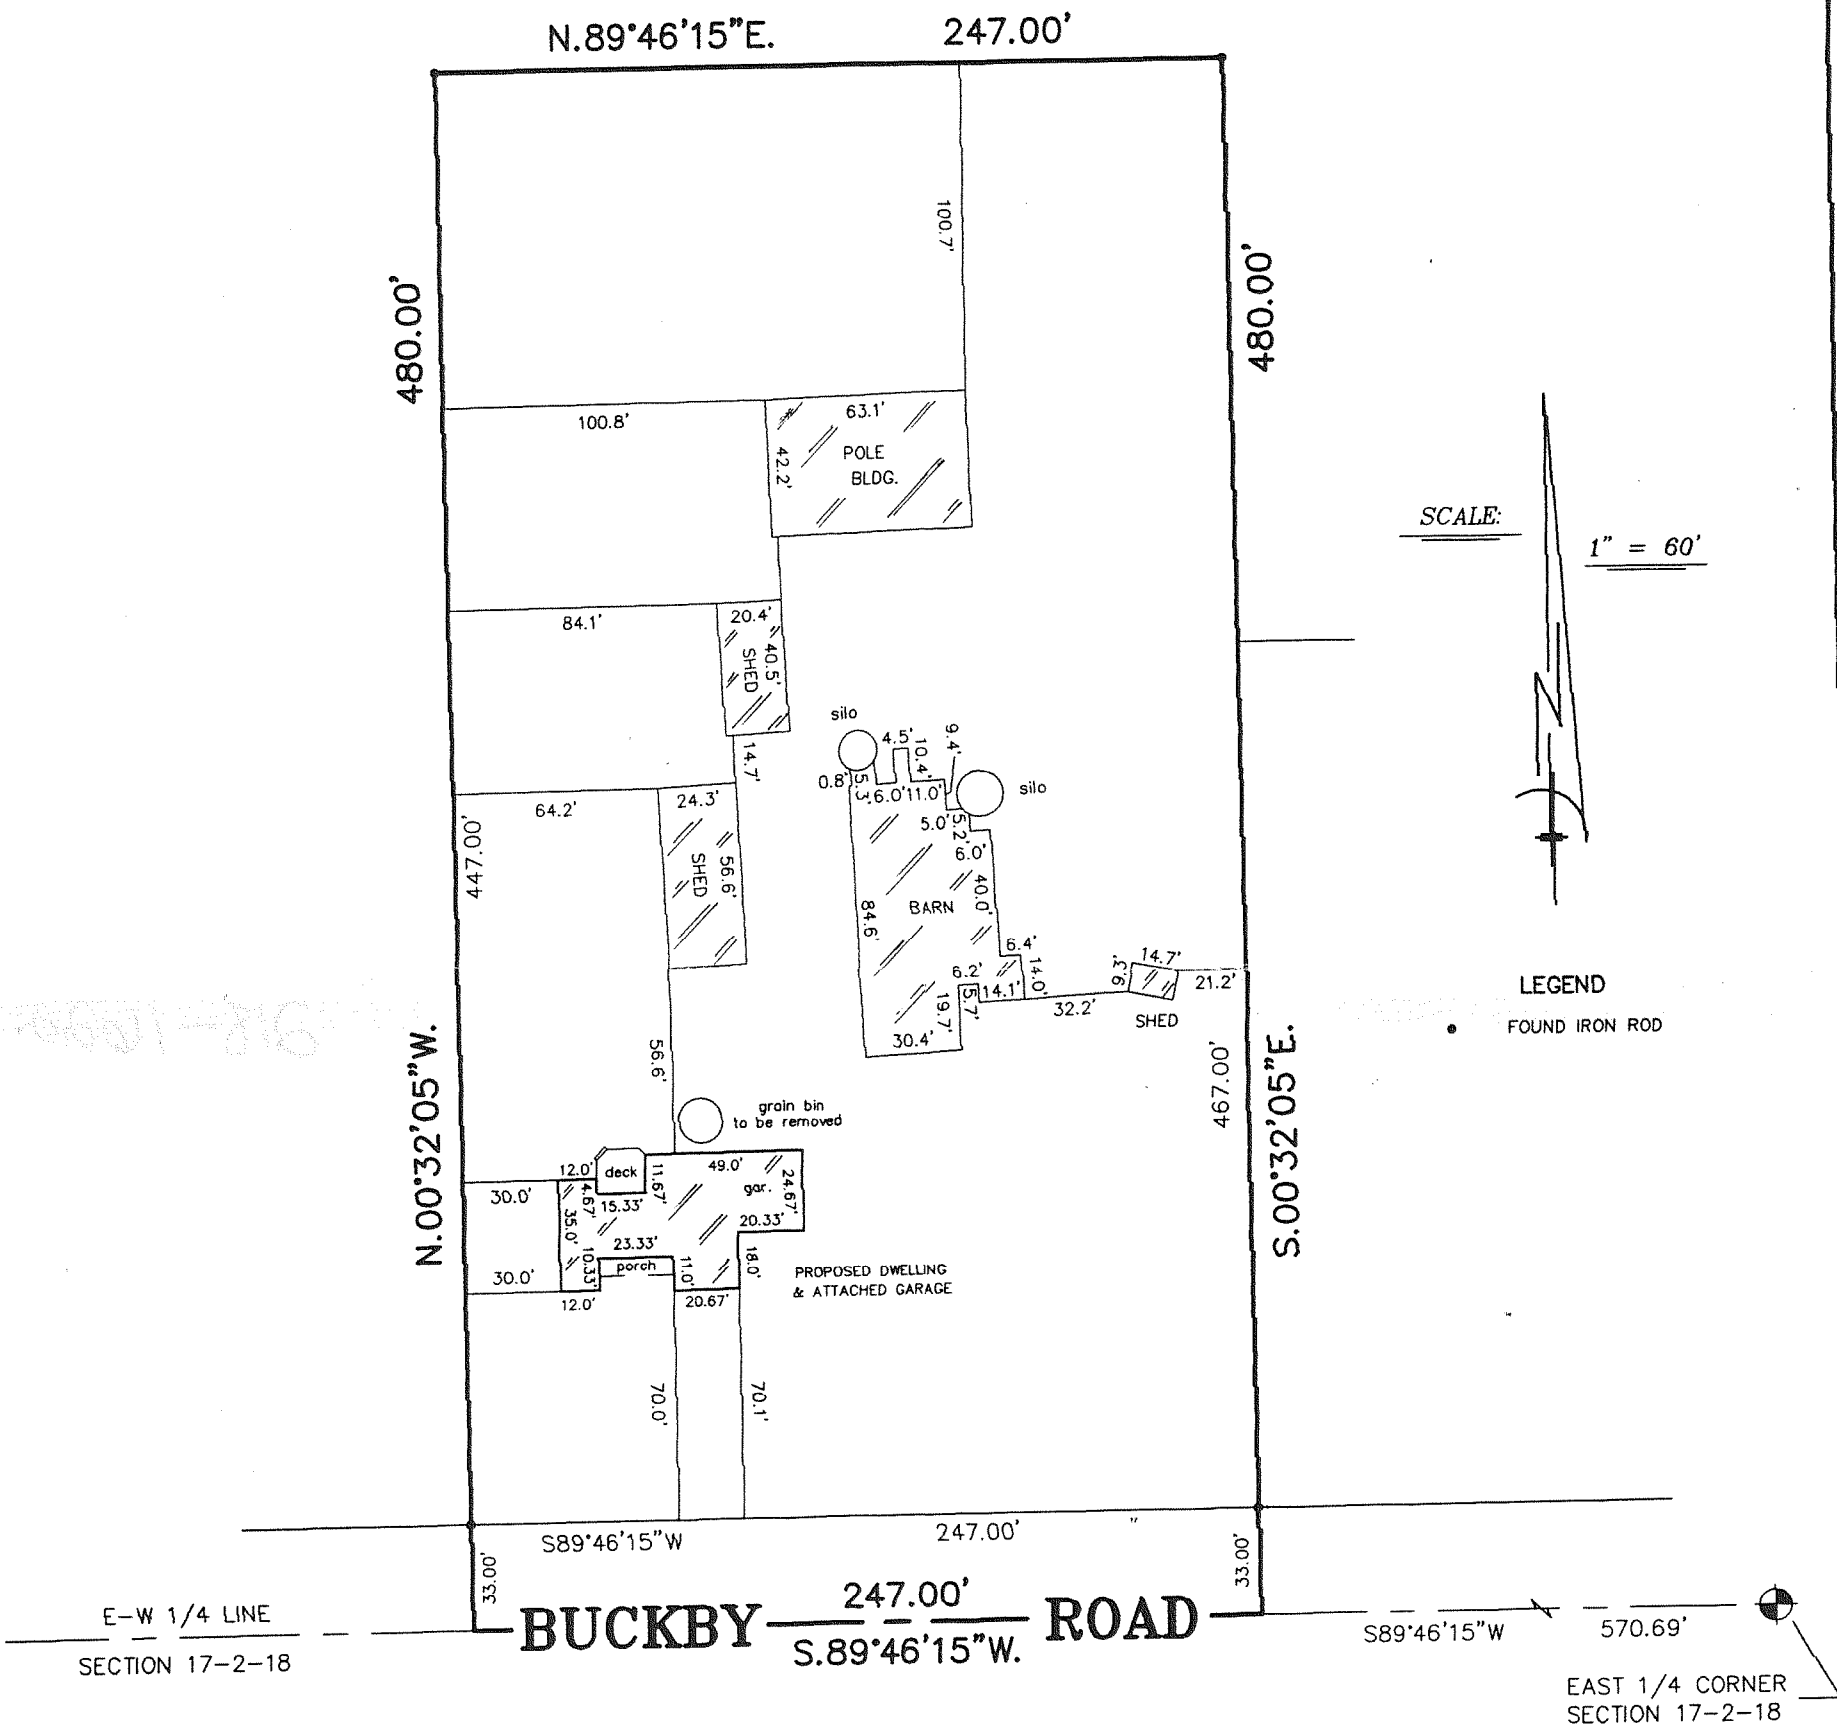 N.89°46'15"E. 247.00'
480.00'
480.00'
100.7'
100.8'
63.1'
42.2'
POLE
BLDG.
SCALE:
1" = 60'
84.1'
20.4'
40.5'
SHED
14.7'
silo
silo
4.5'
10.4'
9.4'
0.8'
5.3'
6.0'
11.0'
5.0'
5.2'
6.0'
64.2'
24.3'
56.6'
SHED
447.00'
84.6'
BARN
40.0'
6.4'
14.0'
6.2'
5.7'
14.1'
19.7'
30.4'
32.2'
9.3'
14.7'
21.2'
SHED
LEGEND
FOUND IRON ROD
N.00°32'05"W.
S.00°32'05"E.
467.00'
56.6'
grain bin
to be removed
12.0'
deck
11.67'
49.0'
gar.
24.67'
30.0'
4.67'
15.33'
35.0'
20.33'
23.33'
10.33'
porch
11.0'
18.0'
30.0'
12.0'
20.67'
PROPOSED DWELLING
& ATTACHED GARAGE
70.0'
70.1'
S89°46'15"W 247.00'
33.00'
33.00'
E-W 1/4 LINE
SECTION 17-2-18
BUCKBY ROAD
247.00'
S.89°46'15"W.
S89°46'15"W 570.69'
EAST 1/4 CORNER
SECTION 17-2-18